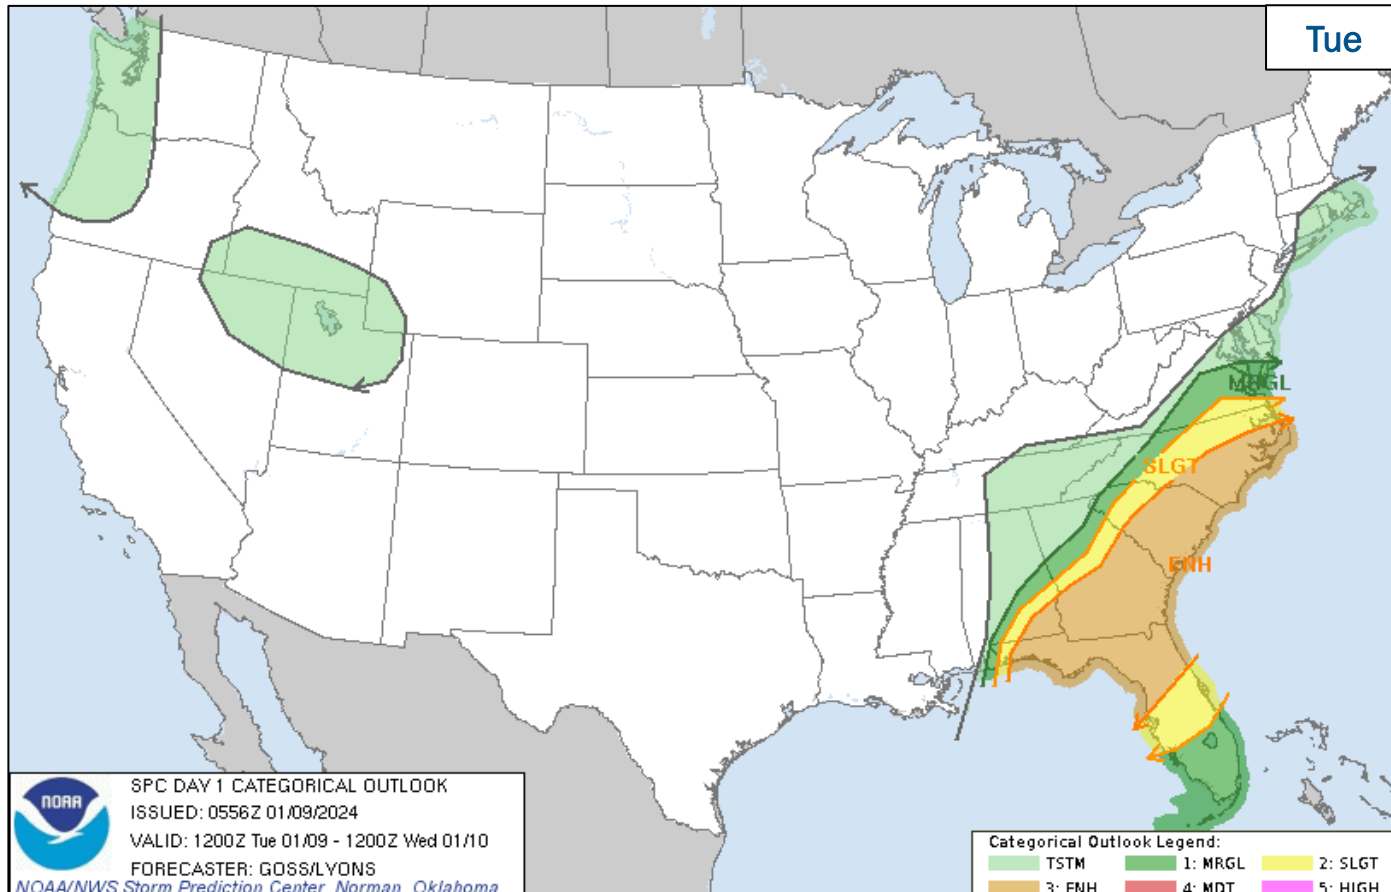 Tue
MRGL
SLGT
ENH
NOAA
SPC DAY 1 CATEGORICAL OUTLOOK
ISSUED: 0556Z 01/09/2024
VALID: 1200Z Tue 01/09 - 1200Z Wed 01/10
FORECASTER: GOSS/LYONS
NOAA/NWS Storm Prediction Center, Norman, Oklahoma
Categorical Outlook Legend:
TSTM 1: MRGL 2: SLGT
3: ENH 4: MDT 5: HIGH